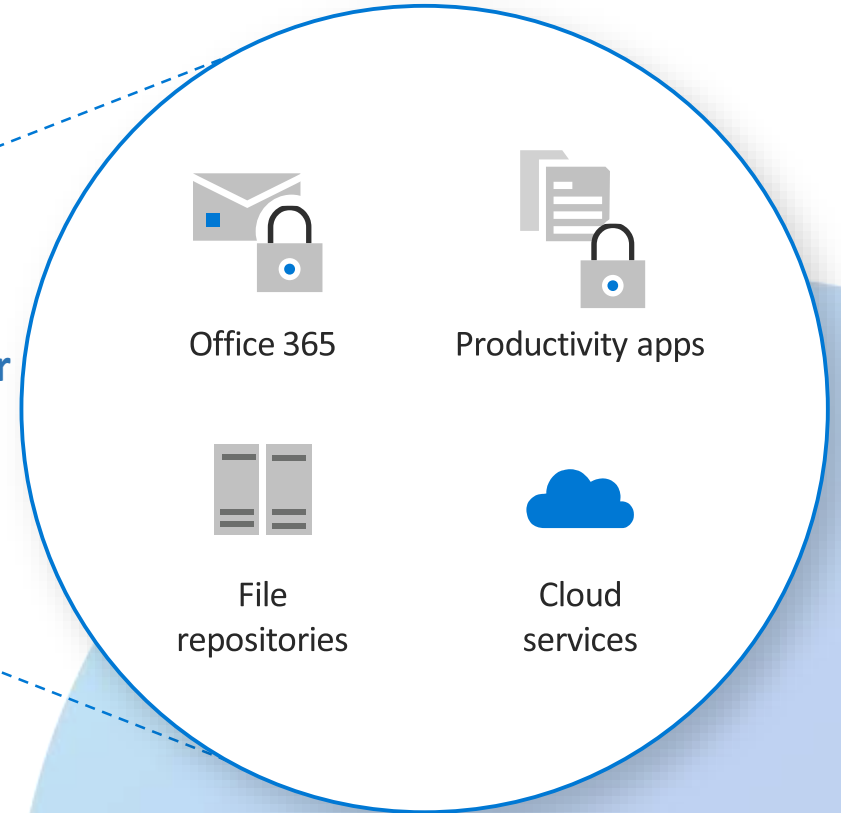 Office 365
Productivity apps
r
File
repositories
Cloud
services